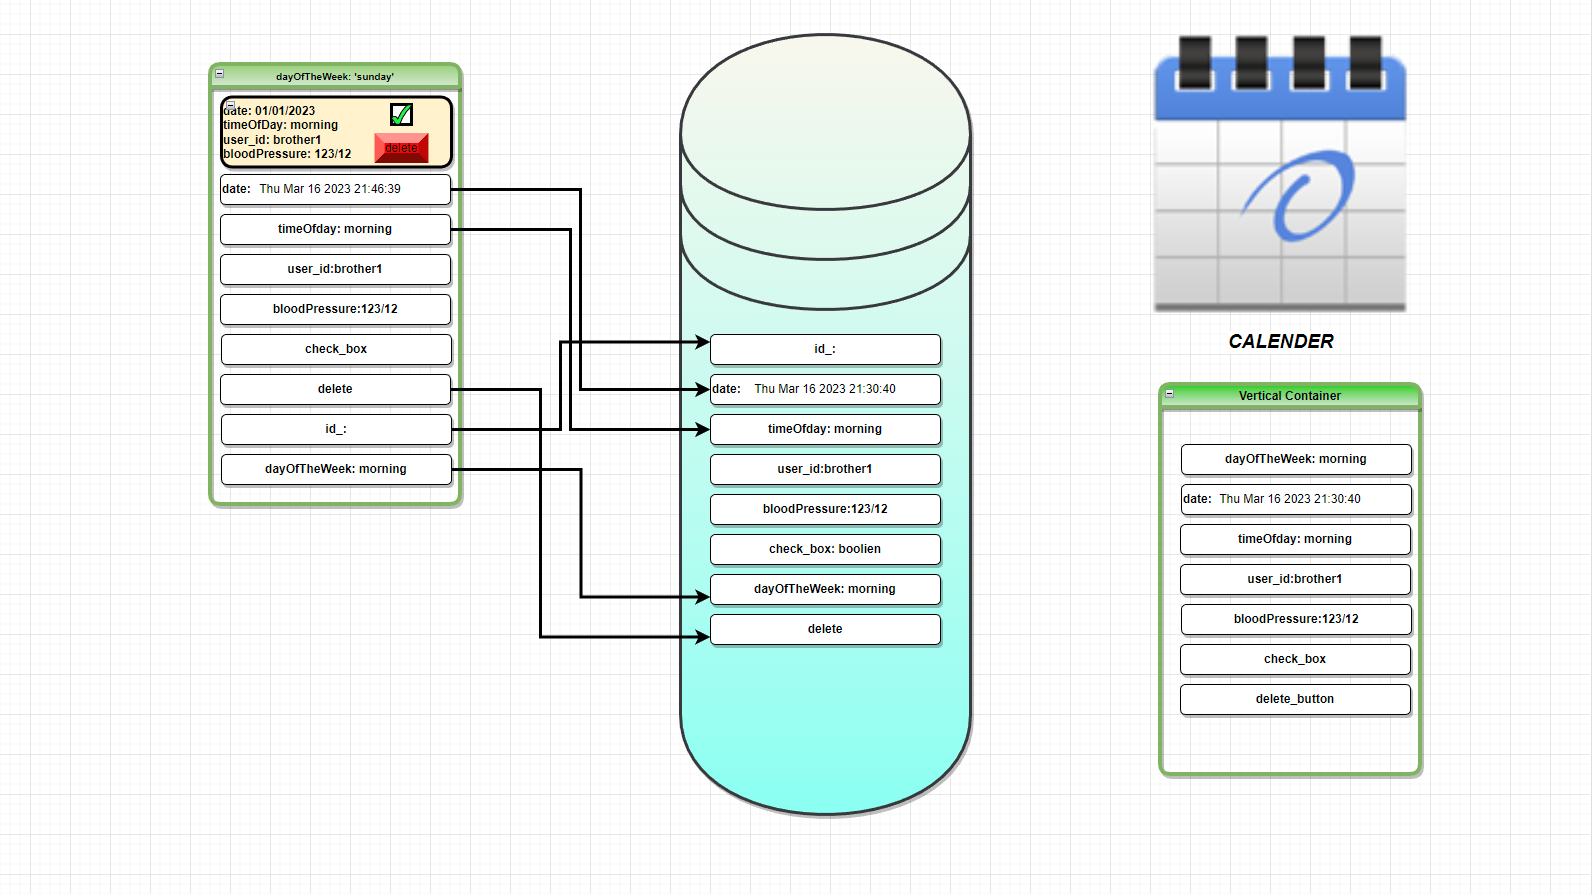 dayOfTheWeek: 'sunday'
date: 01/01/2023
timeOfDay: morning
user_id: brother1
bloodPressure: 123/12
delete
date: Thu Mar 16 2023 21:46:39
timeOfday: morning
user_id:brother1
bloodPressure:123/12
check_box
delete
id_:
dayOfTheWeek: morning
id_:
date: Thu Mar 16 2023 21:30:40
timeOfday: morning
user_id:brother1
bloodPressure:123/12
check_box: boolien
dayOfTheWeek: morning
delete
CALENDER
Vertical Container
dayOfTheWeek: morning
date: Thu Mar 16 2023 21:30:40
timeOfday: morning
user_id:brother1
bloodPressure:123/12
check_box
delete_button